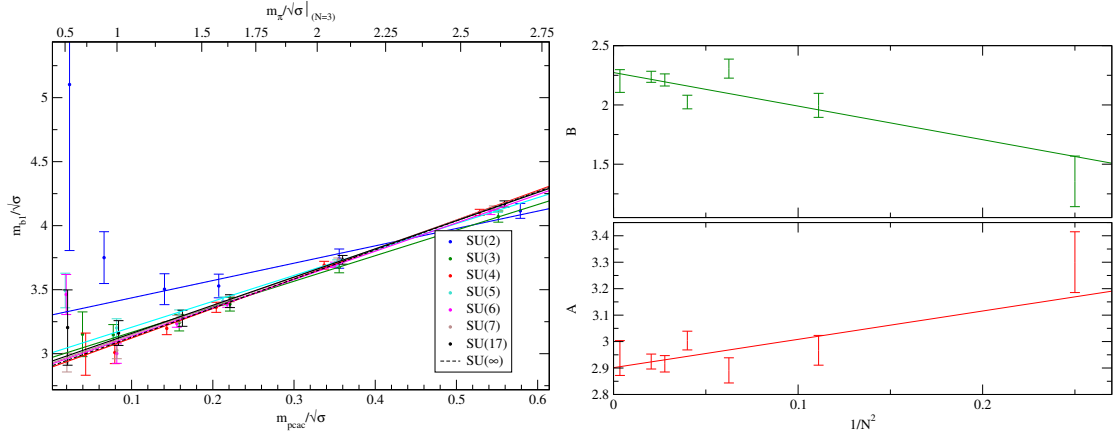 m_π/√σ|_(N=3)
0.5 1 1.5 1.75 2 2.25 2.5 2.75
m_b1/√σ
5
4.5
4
3.5
3
SU(2)
SU(3)
SU(4)
SU(5)
SU(6)
SU(7)
SU(17)
SU(∞)
0 0.1 0.2 0.3 0.4 0.5 0.6
m_pcac/√σ
B
2.5
2
1.5
A
3.4
3.3
3.2
3.1
3
2.9
2.8
0 0.1 0.2
1/N²